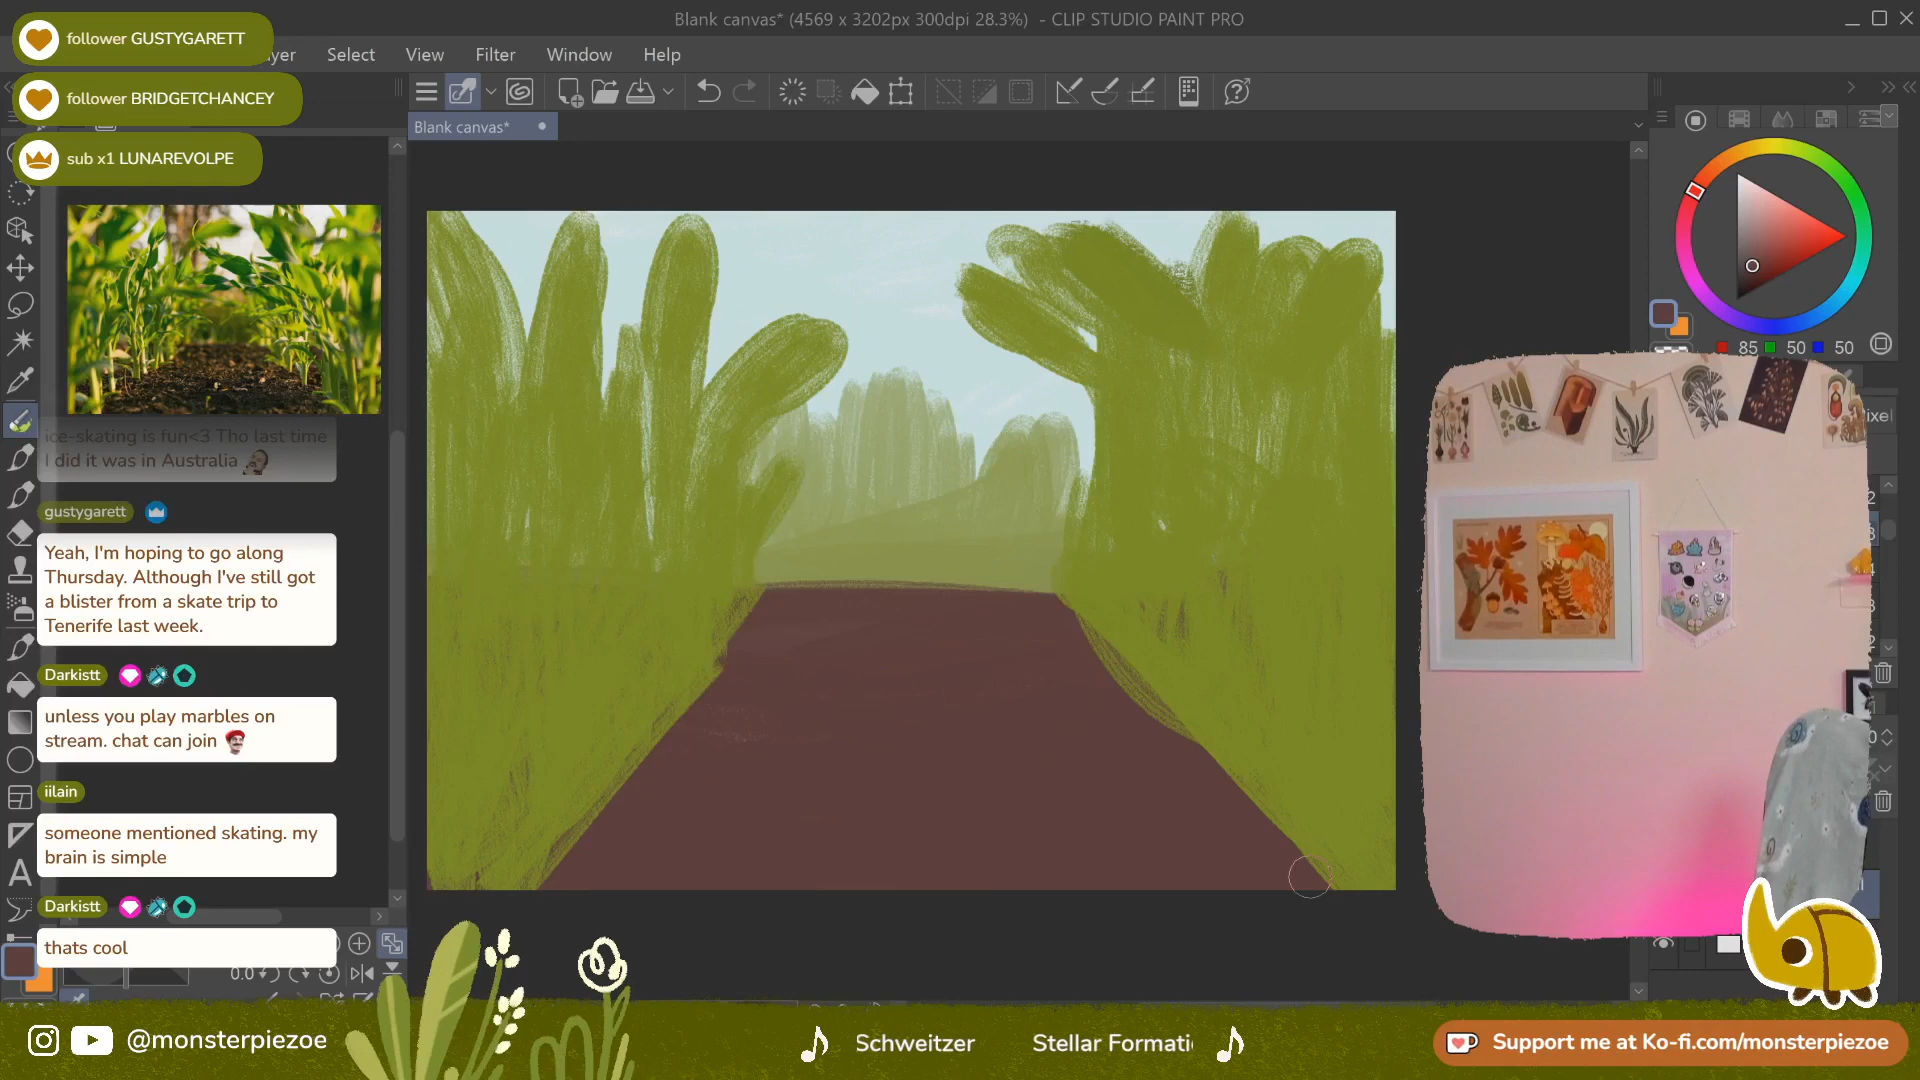 Blank canvas* (4569 x 3202px 300dpi 28.3%) - CLIP STUDIO PAINT PRO
follower GUSTYGARETT
Select View Filter Window Help
follower BRIDGETCHANCEY
Blank canvas*
sub x1 LUNAREVOLPE
85 50 50
ice-skating is fun<3 Tho last time
I did it was in Australia
gustygarett
Yeah, I'm hoping to go along
Thursday. Although I've still got
a blister from a skate trip to
Tenerife last week.
Darkistt
unless you play marbles on
stream. chat can join
iilain
someone mentioned skating. my
brain is simple
Darkistt
thats cool
0.0
@monsterpiezoe
Schweitzer Stellar Formati
Support me at Ko-fi.com/monsterpiezoe